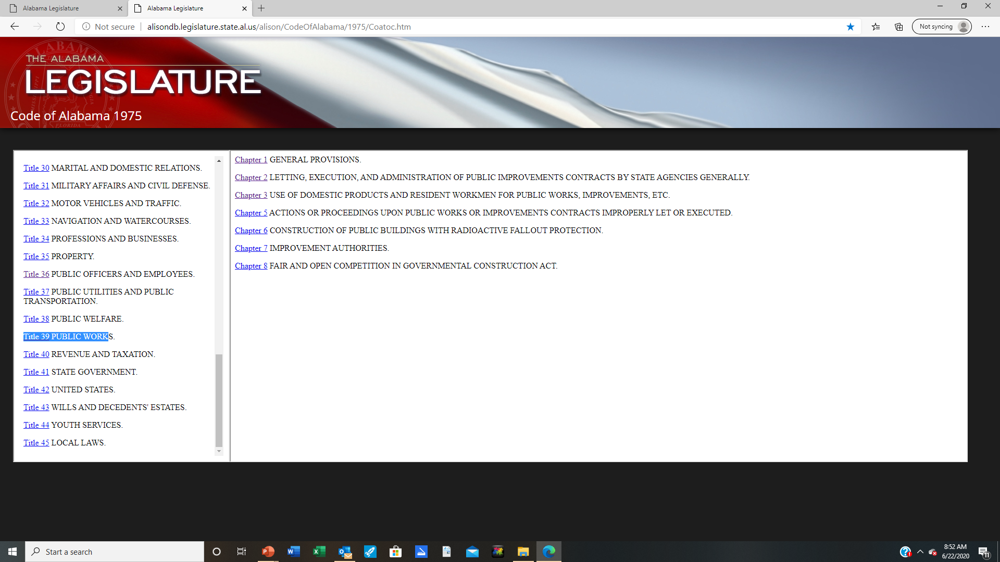 Alabama Legislature
Alabama Legislature
Not secure
alisondb.legislature.state.al.us/alison/CodeOfAlabama/1975/Coatoc.htm
Not syncing
THE ALABAMA
LEGISLATURE
Code of Alabama 1975
Title 30 MARITAL AND DOMESTIC RELATIONS.
Title 31 MILITARY AFFAIRS AND CIVIL DEFENSE.
Title 32 MOTOR VEHICLES AND TRAFFIC.
Title 33 NAVIGATION AND WATERCOURSES.
Title 34 PROFESSIONS AND BUSINESSES.
Title 35 PROPERTY.
Title 36 PUBLIC OFFICERS AND EMPLOYEES.
Title 37 PUBLIC UTILITIES AND PUBLIC
TRANSPORTATION.
Title 38 PUBLIC WELFARE.
Title 39 PUBLIC WORKS.
Title 40 REVENUE AND TAXATION.
Title 41 STATE GOVERNMENT.
Title 42 UNITED STATES.
Title 43 WILLS AND DECEDENTS' ESTATES.
Title 44 YOUTH SERVICES.
Title 45 LOCAL LAWS.
Chapter 1 GENERAL PROVISIONS.
Chapter 2 LETTING, EXECUTION, AND ADMINISTRATION OF PUBLIC IMPROVEMENTS CONTRACTS BY STATE AGENCIES GENERALLY.
Chapter 3 USE OF DOMESTIC PRODUCTS AND RESIDENT WORKMEN FOR PUBLIC WORKS, IMPROVEMENTS, ETC.
Chapter 5 ACTIONS OR PROCEEDINGS UPON PUBLIC WORKS OR IMPROVEMENTS CONTRACTS IMPROPERLY LET OR EXECUTED.
Chapter 6 CONSTRUCTION OF PUBLIC BUILDINGS WITH RADIOACTIVE FALLOUT PROTECTION.
Chapter 7 IMPROVEMENT AUTHORITIES.
Chapter 8 FAIR AND OPEN COMPETITION IN GOVERNMENTAL CONSTRUCTION ACT.
Start a search
8:52 AM
6/22/2020
11